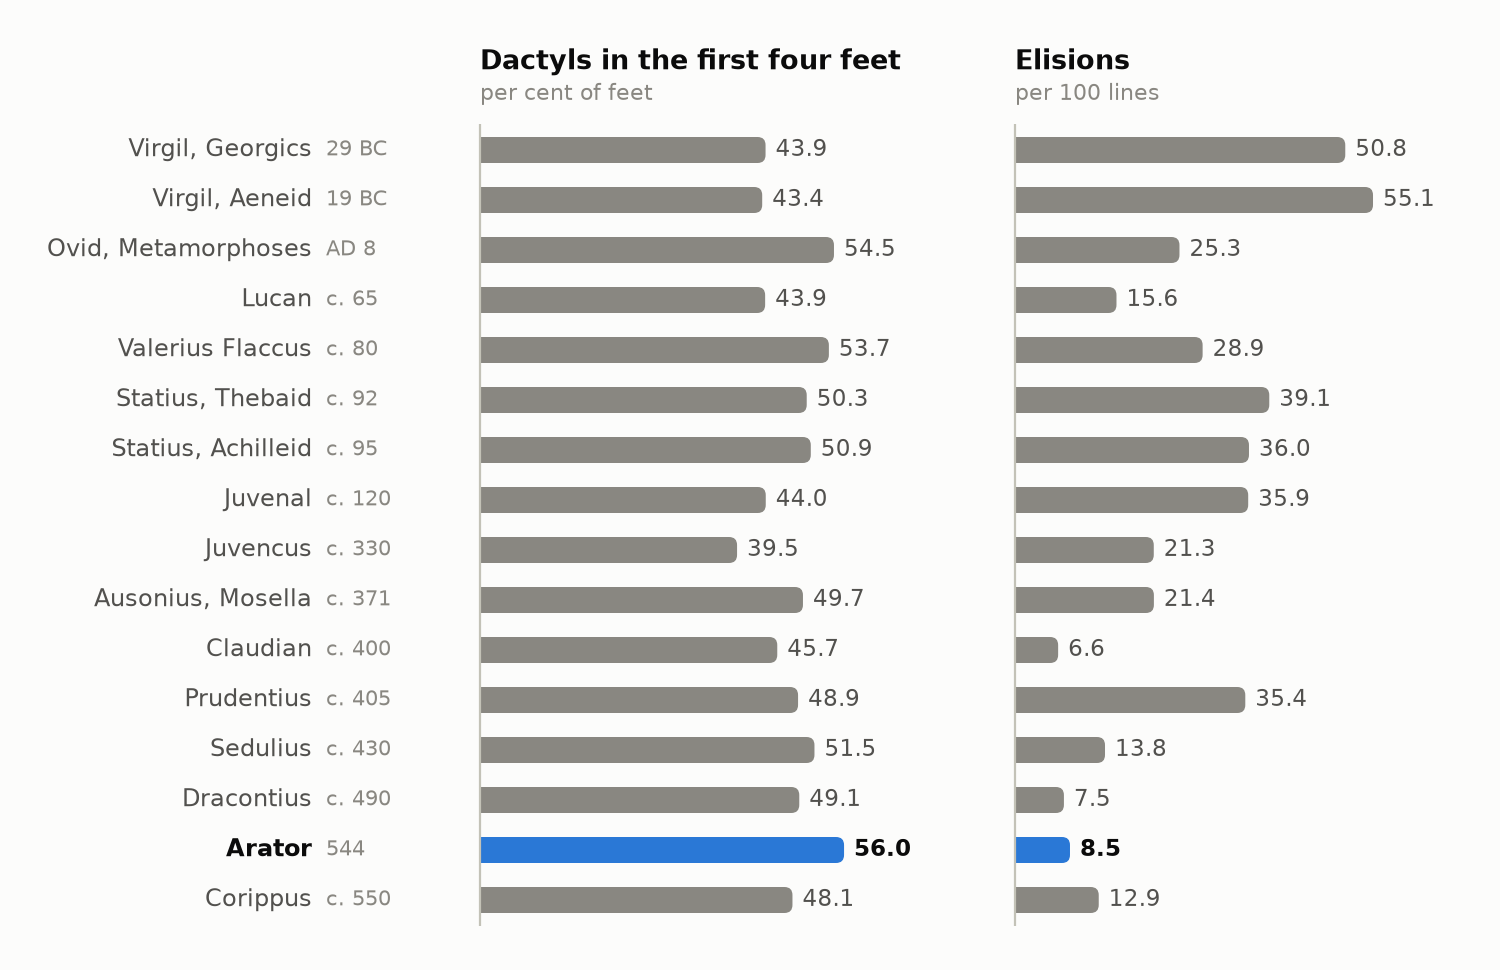 Dactyls in the first four feet Elisions
per cent of feet per 100 lines
Virgil, Georgics 29 BC 43.9 50.8
Virgil, Aeneid 19 BC 43.4 55.1
Ovid, Metamorphoses AD 8 54.5 25.3
Lucan c. 65 43.9 15.6
Valerius Flaccus c. 80 53.7 28.9
Statius, Thebaid c. 92 50.3 39.1
Statius, Achilleid c. 95 50.9 36.0
Juvenal c. 120 44.0 35.9
Juvencus c. 330 39.5 21.3
Ausonius, Mosella c. 371 49.7 21.4
Claudian c. 400 45.7 6.6
Prudentius c. 405 48.9 35.4
Sedulius c. 430 51.5 13.8
Dracontius c. 490 49.1 7.5
Arator 544 56.0 8.5
Corippus c. 550 48.1 12.9